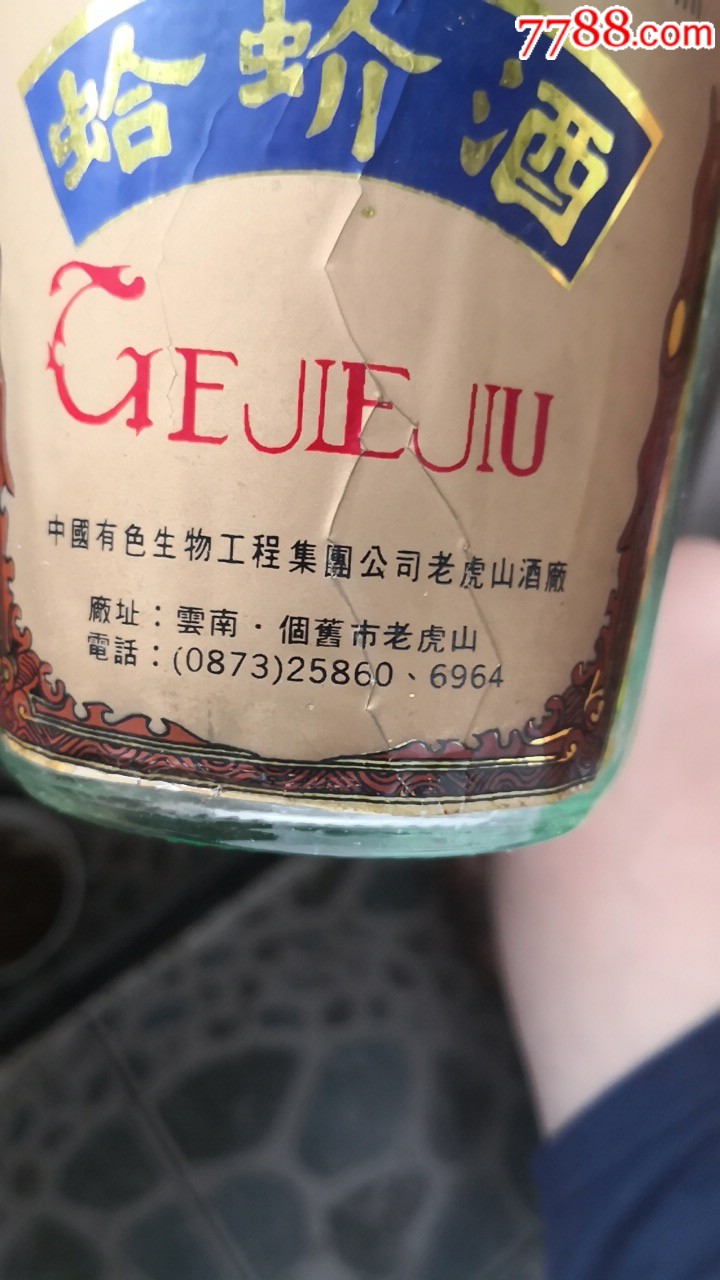 7788.com
蛤蚧酒
GEJIEJIU
中國有色生物工程集團公司老虎山酒廠
廠址：雲南·個舊市老虎山
電話：(0873)25860、6964